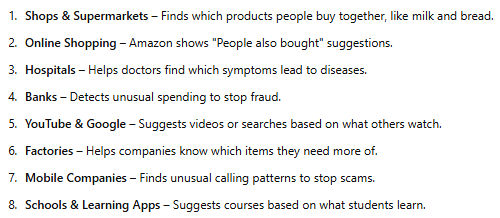 1. Shops & Supermarkets – Finds which products people buy together, like milk and bread.
2. Online Shopping – Amazon shows "People also bought" suggestions.
3. Hospitals – Helps doctors find which symptoms lead to diseases.
4. Banks – Detects unusual spending to stop fraud.
5. YouTube & Google – Suggests videos or searches based on what others watch.
6. Factories – Helps companies know which items they need more of.
7. Mobile Companies – Finds unusual calling patterns to stop scams.
8. Schools & Learning Apps – Suggests courses based on what students learn.